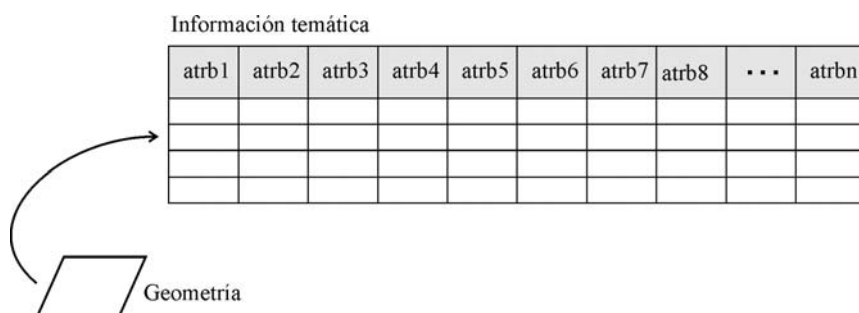 Información temática
atrb1 atrb2 atrb3 atrb4 atrb5 atrb6 atrb7 atrb8 ... atrbn
Geometría